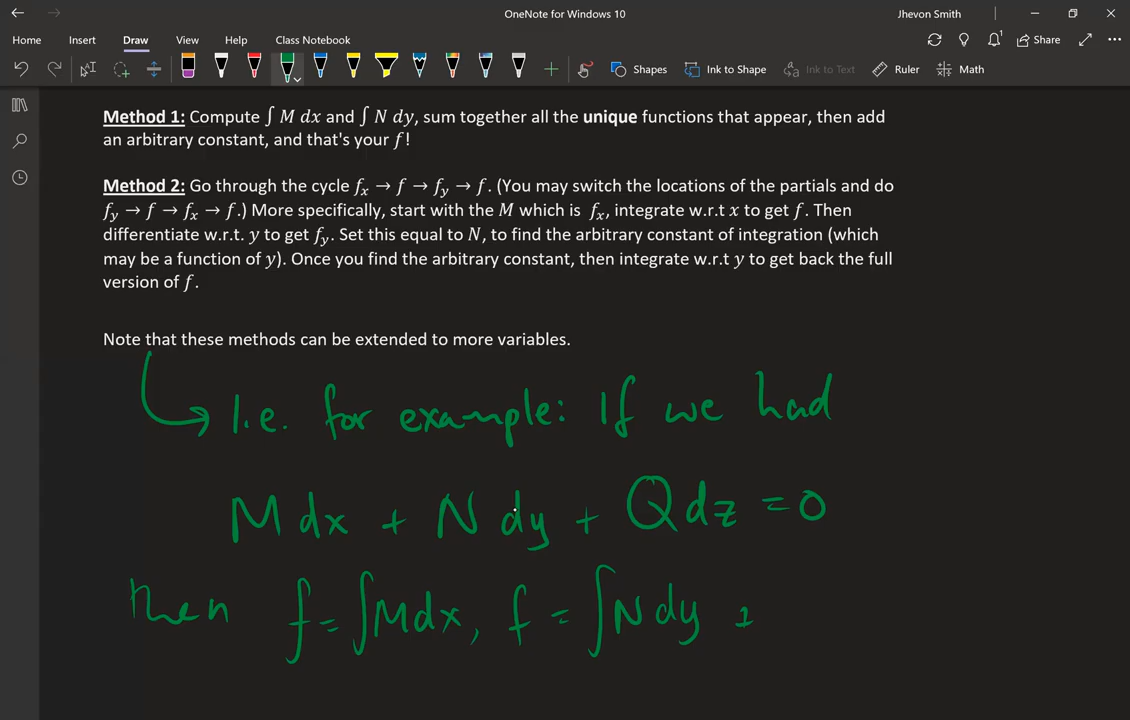 OneNote for Windows 10
Jhevon Smith
Home Insert Draw View Help Class Notebook
Share
Shapes Ink to Shape Ink to Text Ruler Math
Method 1: Compute ∫ M dx and ∫ N dy, sum together all the unique functions that appear, then add
an arbitrary constant, and that's your f!
Method 2: Go through the cycle fₓ → f → f_y → f. (You may switch the locations of the partials and do
f_y → f → fₓ → f.) More specifically, start with the M which is fₓ, integrate w.r.t x to get f. Then
differentiate w.r.t. y to get f_y. Set this equal to N, to find the arbitrary constant of integration (which
may be a function of y). Once you find the arbitrary constant, then integrate w.r.t y to get back the full
version of f.
Note that these methods can be extended to more variables.
I.e. for example: If we had
M dx + N dy + Q dz = 0
then f = ∫M dx, f = ∫N dy